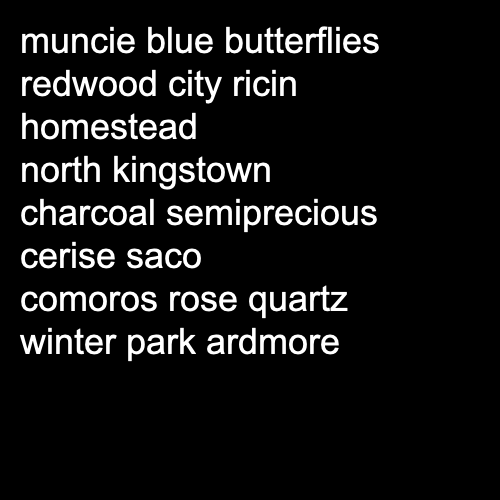 muncie blue butterflies
redwood city ricin
homestead
north kingstown
charcoal semiprecious
cerise saco
comoros rose quartz
winter park ardmore